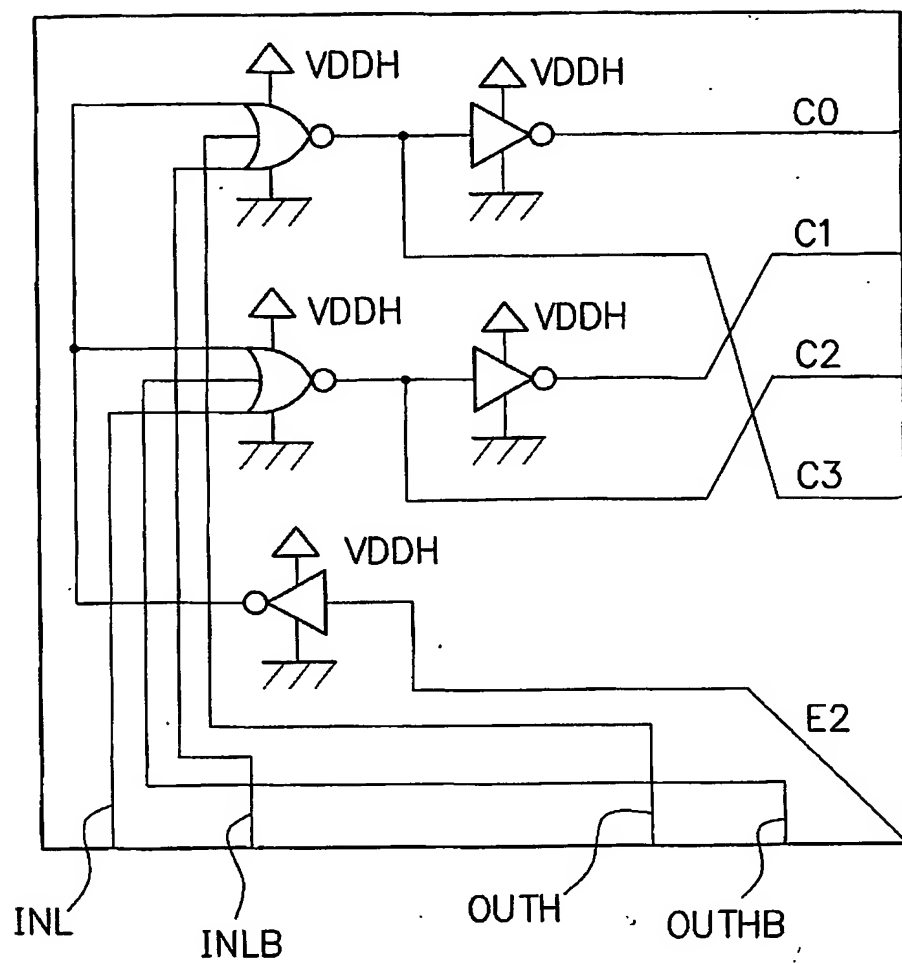 VDDH
VDDH
C0
C1
VDDH
VDDH
C2
C3
VDDH
E2
INL
INLB
OUTH
OUTHB